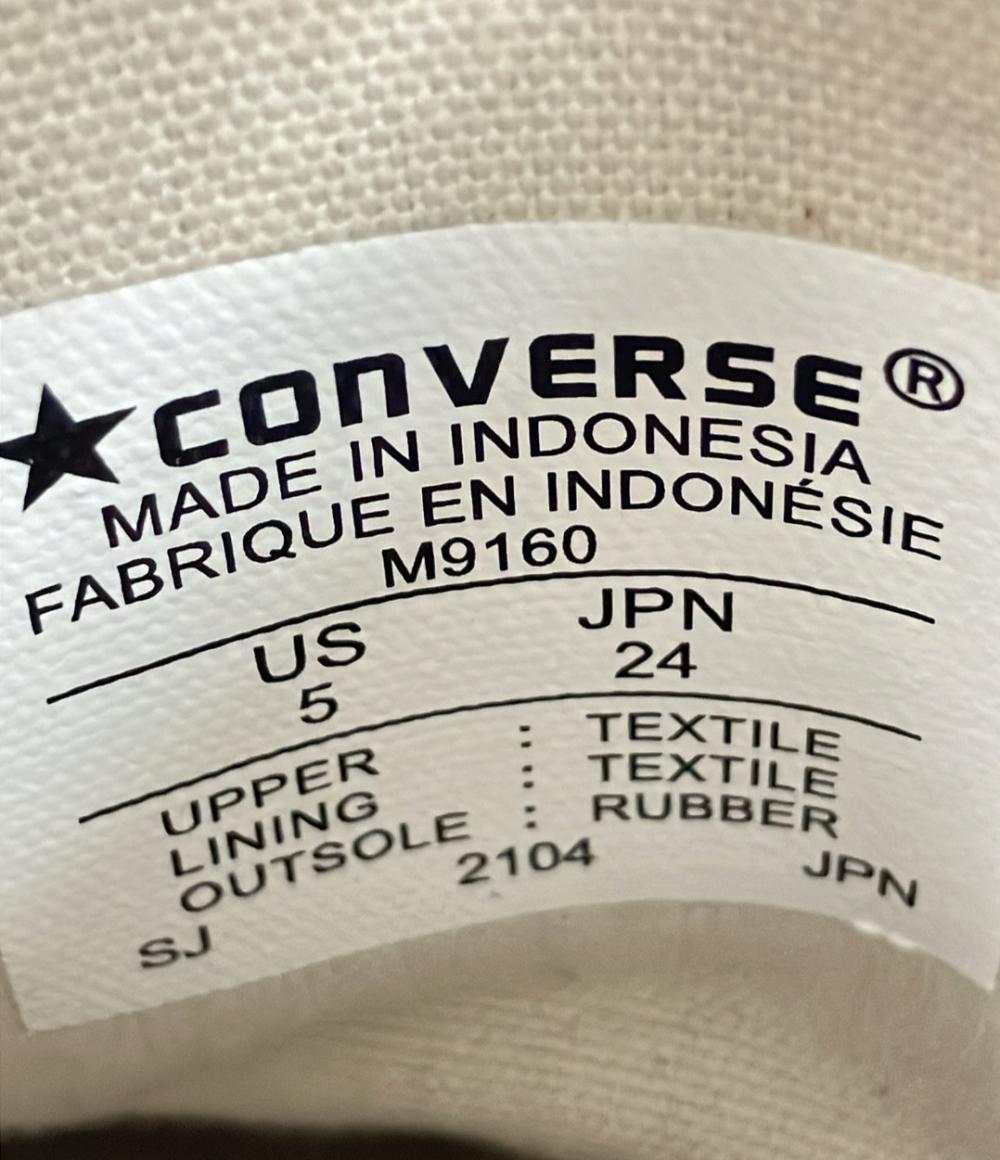 ★CONVERSE®
MADE IN INDONESIA
FABRIQUE EN INDONÉSIE
M9160
US JPN
5 24
UPPER : TEXTILE
LINING : TEXTILE
OUTSOLE : RUBBER
SJ 2104 JPN